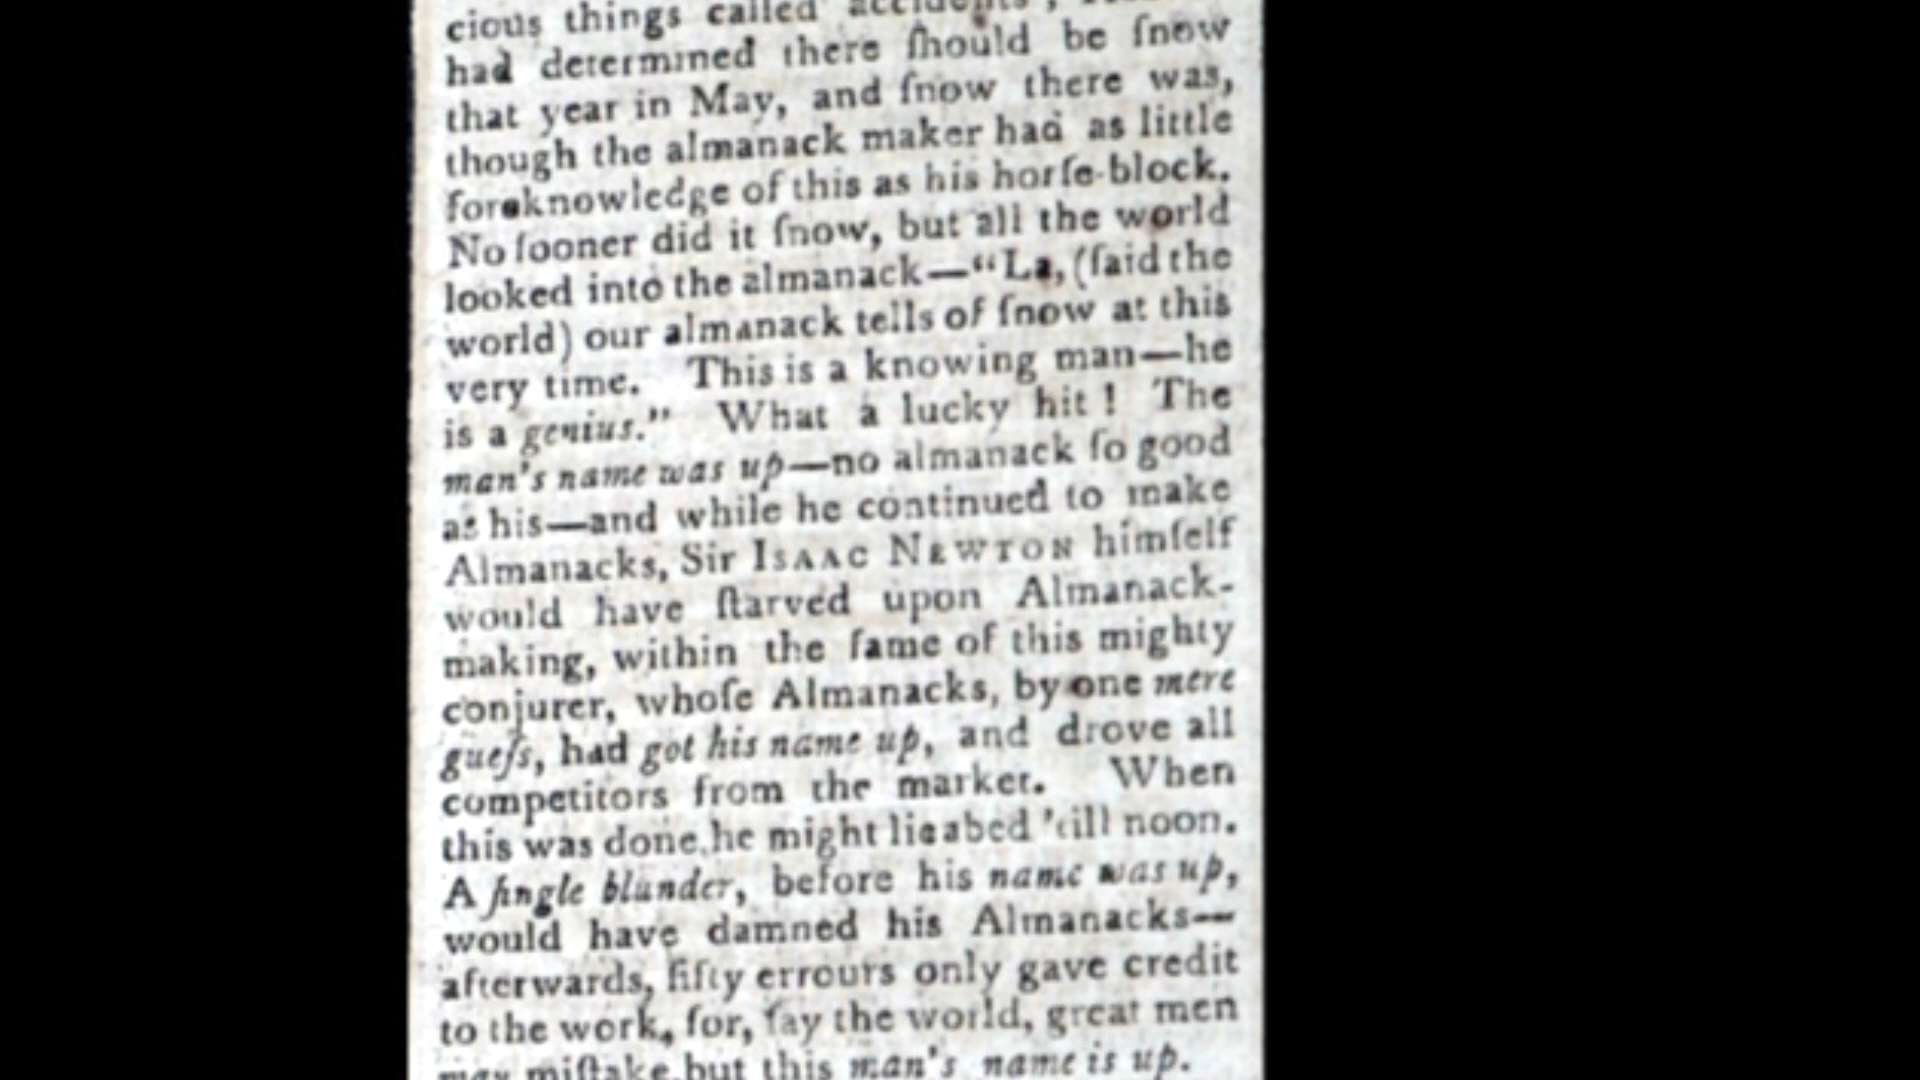 cious things called accidents,
had determined there ſhould be ſnow
that year in May, and ſnow there was,
though the almanack maker had as little
foreknowledge of this as his horſe-block.
No ſooner did it ſnow, but all the world
looked into the almanack—“La, (ſaid the
world) our almanack tells of ſnow at this
very time. This is a knowing man—he
is a genius.” What a lucky hit ! The
man's name was up—no almanack ſo good
as his—and while he continued to make
Almanacks, Sir ISAAC NEWTON himſelf
would have ſtarved upon Almanack-
making, within the fame of this mighty
conjurer, whoſe Almanacks, by one mere
gueſs, had got his name up, and drove all
competitors from the market. When
this was done, he might lie abed 'till noon.
A ſingle blunder, before his name was up,
would have damned his Almanacks—
afterwards, fifty errours only gave credit
to the work, for, ſay the world, great men
may miſtake, but this man's name is up.